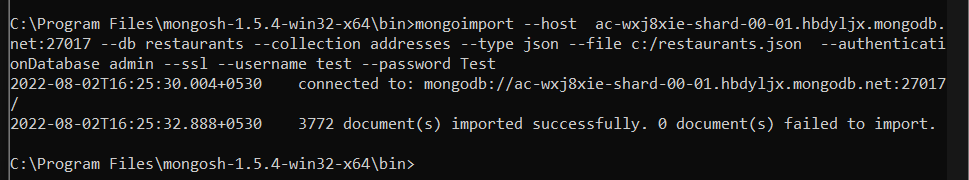 C:\Program Files\mongosh-1.5.4-win32-x64\bin>mongoimport --host  ac-wxj8xie-shard-00-01.hbdyljx.mongodb.
net:27017 --db restaurants --collection addresses --type json --file c:/restaurants.json  --authenticati
onDatabase admin --ssl --username test --password Test
2022-08-02T16:25:30.004+0530    connected to: mongodb://ac-wxj8xie-shard-00-01.hbdyljx.mongodb.net:27017
/
2022-08-02T16:25:32.888+0530    3772 document(s) imported successfully. 0 document(s) failed to import.
C:\Program Files\mongosh-1.5.4-win32-x64\bin>